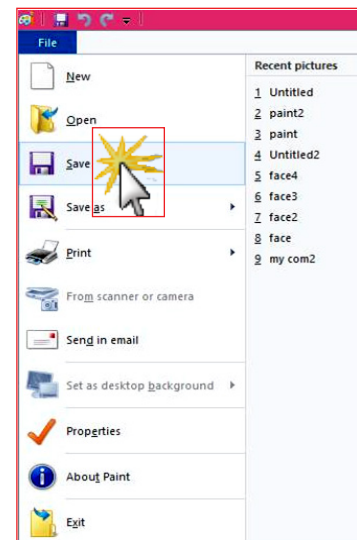 File
New
Open
Save
Save as
Print
From scanner or camera
Send in email
Set as desktop background
Properties
About Paint
Exit
Recent pictures
1 Untitled
2 paint2
3 paint
4 Untitled2
5 face4
6 face3
7 face2
8 face
9 my com2